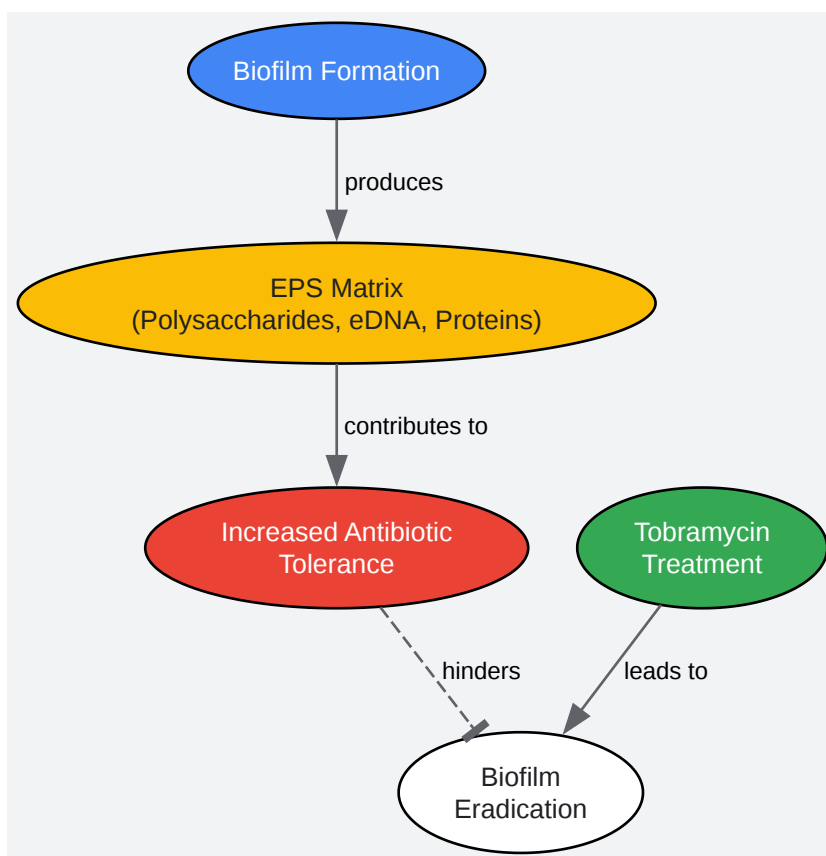 Biofilm Formation
produces
EPS Matrix
(Polysaccharides, eDNA, Proteins)
contributes to
Increased Antibiotic
Tolerance
Tobramycin
Treatment
hinders
leads to
Biofilm
Eradication